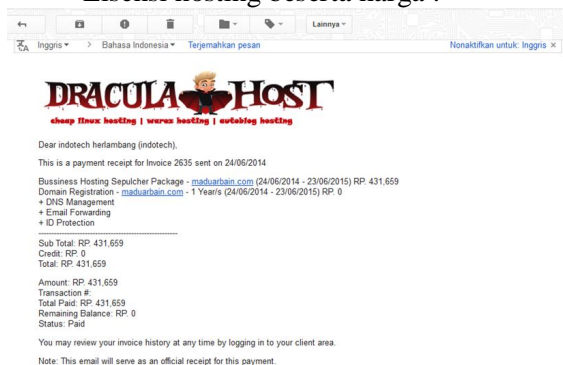 Lisensi hosting beserta harga :
Lainnya
Inggris > Bahasa Indonesia Terjemahkan pesan Nonaktifkan untuk: Inggris ×
DRACULA HOST
cheap linux hosting | warez hosting | autoblog hosting
Dear indotech herlambang (indotech),
This is a payment receipt for Invoice 2635 sent on 24/06/2014
Bussiness Hosting Sepulcher Package - maduarbain.com (24/06/2014 - 23/06/2015) RP. 431,659
Domain Registration - maduarbain.com - 1 Year/s (24/06/2014 - 23/06/2015) RP. 0
+ DNS Management
+ Email Forwarding
+ ID Protection
------------------------------------------------------
Sub Total: RP. 431,659
Credit: RP. 0
Total: RP. 431,659
Amount: RP. 431,659
Transaction #:
Total Paid: RP. 431,659
Remaining Balance: RP. 0
Status: Paid
You may review your invoice history at any time by logging in to your client area.
Note: This email will serve as an official receipt for this payment.